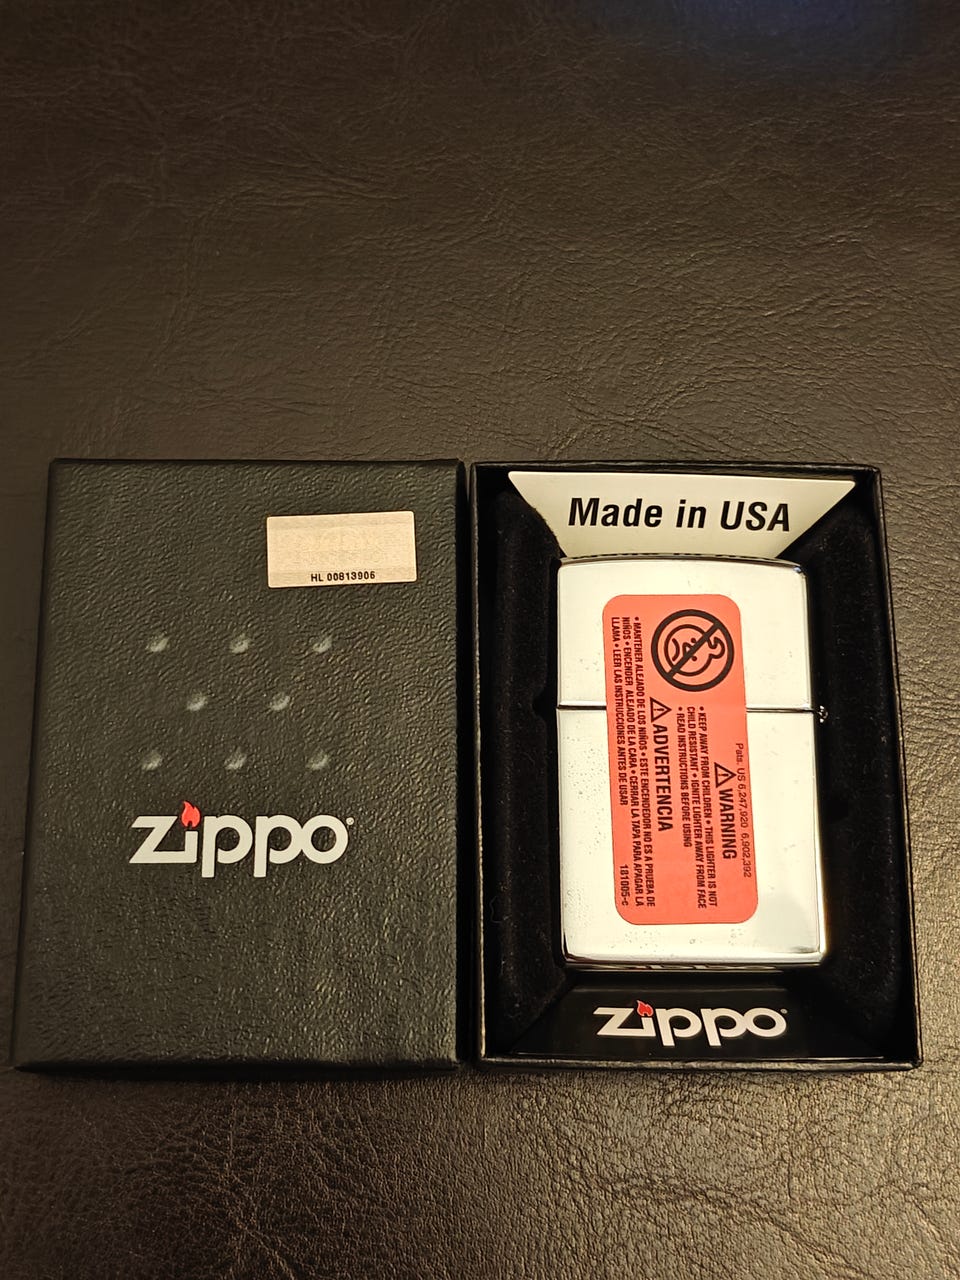 HL 00813906
zippo
Made in USA
Pats. US 6,247,920 6,902,392
WARNING
• KEEP AWAY FROM CHILDREN • THIS LIGHTER IS NOT
CHILD RESISTANT • IGNITE LIGHTER AWAY FROM FACE
• READ INSTRUCTIONS BEFORE USING
ADVERTENCIA
• MANTENER ALEJADO DE LOS NIÑOS • ESTE ENCENDEDOR NO ES A PRUEBA DE
NIÑOS • ENCENDER ALEJADO DE LA CARA • CERRAR LA TAPA PARA APAGAR LA
LLAMA • LEER LAS INSTRUCCIONES ANTES DE USAR
181005-c
zippo